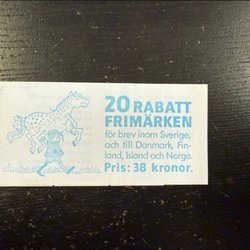 20 RABATT
FRIMÄRKEN
för brev inom Sverige,
och till Danmark, Fin-
land, Island och Norge.
Pris: 38 kronor.